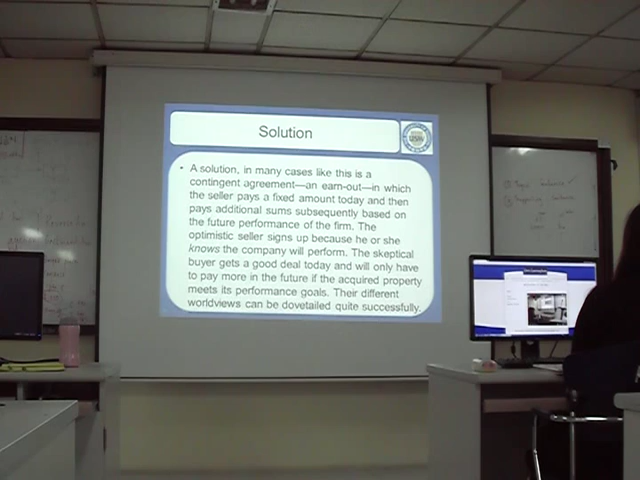 Solution
• A solution, in many cases like this is a
contingent agreement—an earn-out—in which
the seller pays a fixed amount today and then
pays additional sums subsequently based on
the future performance of the firm. The
optimistic seller signs up because he or she
knows the company will perform. The skeptical
buyer gets a good deal today and will only have
to pay more in the future if the acquired property
meets its performance goals. Their different
worldviews can be dovetailed quite successfully.